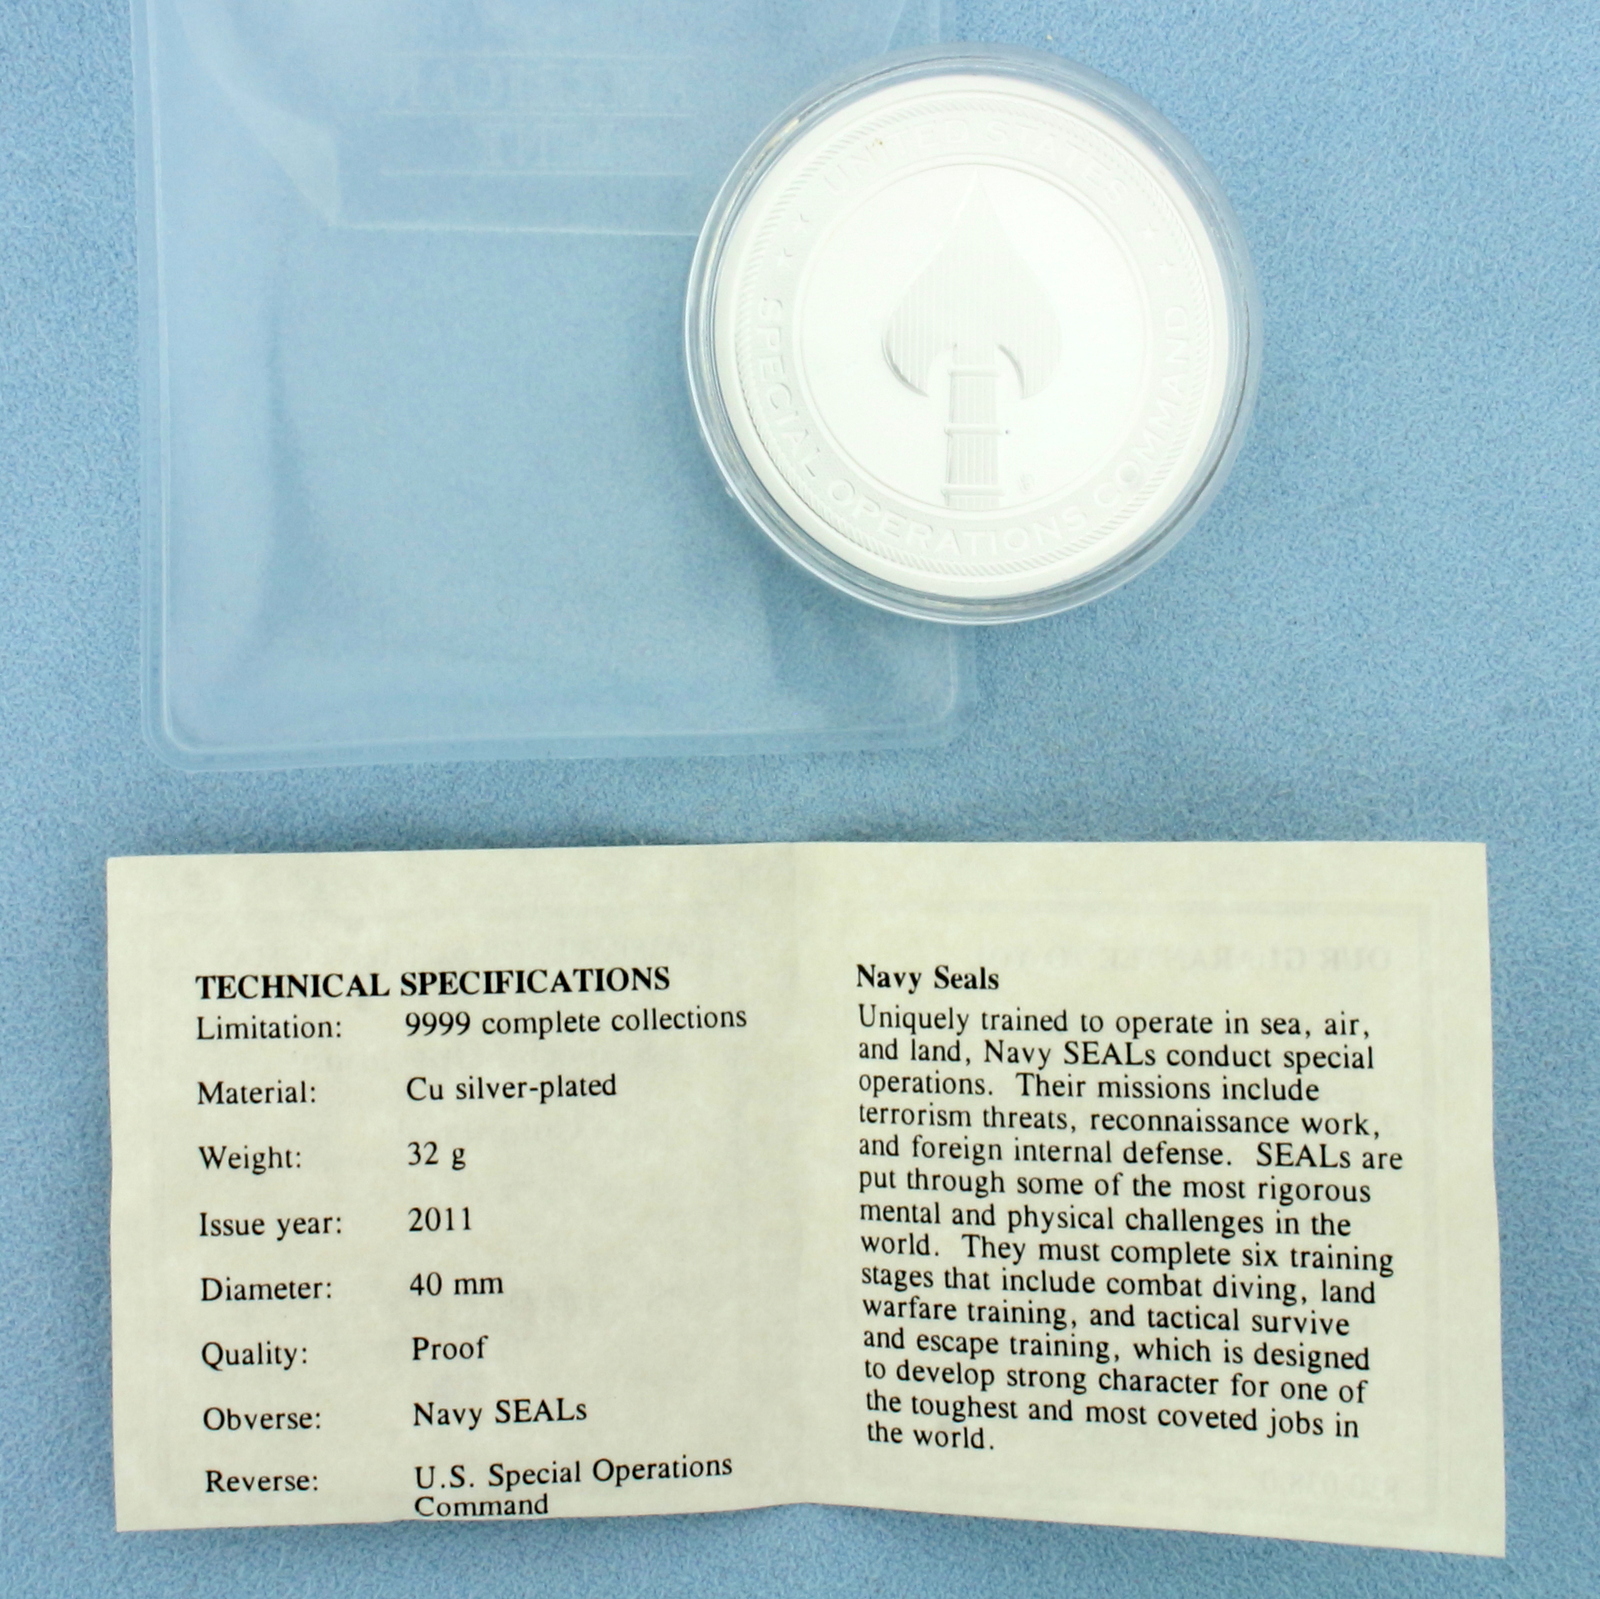 AMERICAN
MINT
UNITED STATES
SPECIAL OPERATIONS COMMAND
TECHNICAL SPECIFICATIONS
Limitation: 9999 complete collections
Material: Cu silver-plated
Weight: 32 g
Issue year: 2011
Diameter: 40 mm
Quality: Proof
Obverse: Navy SEALs
Reverse: U.S. Special Operations
Command
Navy Seals
Uniquely trained to operate in sea, air,
and land, Navy SEALs conduct special
operations. Their missions include
terrorism threats, reconnaissance work,
and foreign internal defense. SEALs are
put through some of the most rigorous
mental and physical challenges in the
world. They must complete six training
stages that include combat diving, land
warfare training, and tactical survive
and escape training, which is designed
to develop strong character for one of
the toughest and most coveted jobs in
the world.